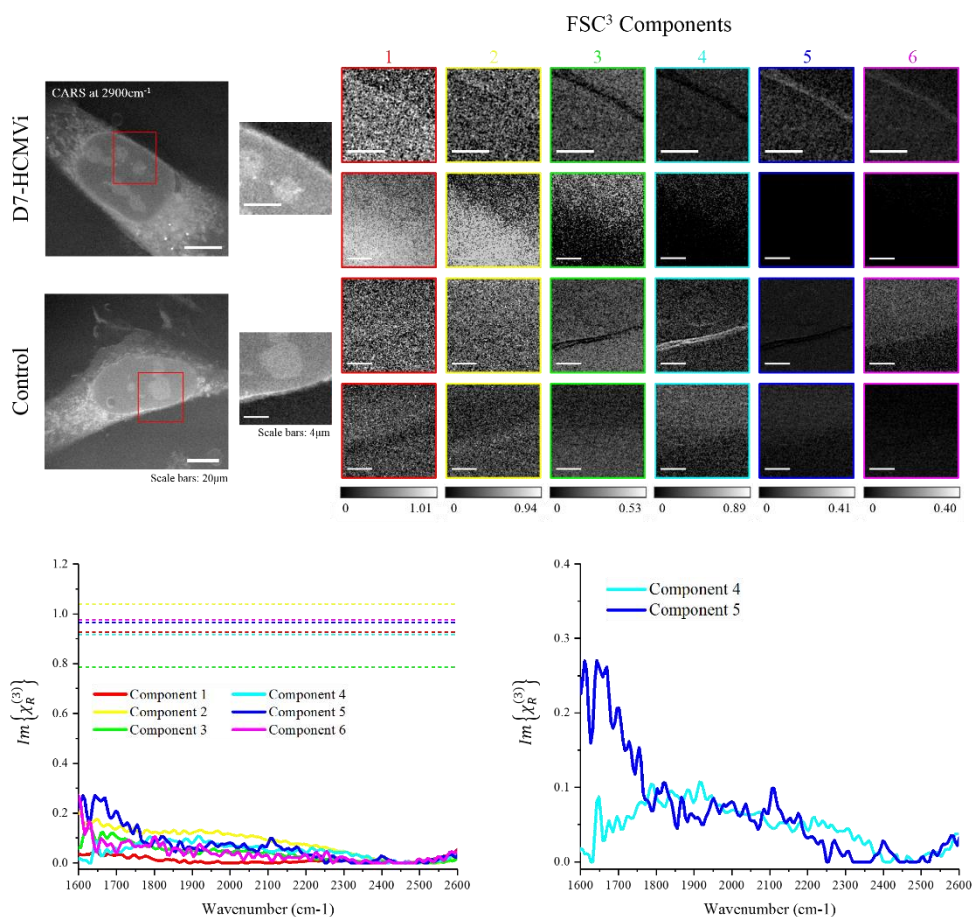 FSC³ Components
1 2 3 4 5 6
D7-HCMVi
CARS at 2900cm⁻¹
Control
Scale bars: 4μm
Scale bars: 20μm
0 1.01 0 0.94 0 0.53 0 0.89 0 0.41 0 0.40
Im{χ_R^(3)}
1.2
1.0
0.8
0.6
0.4
0.2
0.0
Component 1
Component 2
Component 3
Component 4
Component 5
Component 6
1600 1700 1800 1900 2000 2100 2200 2300 2400 2500 2600
Wavenumber (cm-1)
Im{χ_R^(3)}
0.4
0.3
0.2
0.1
0.0
Component 4
Component 5
1600 1700 1800 1900 2000 2100 2200 2300 2400 2500 2600
Wavenumber (cm-1)